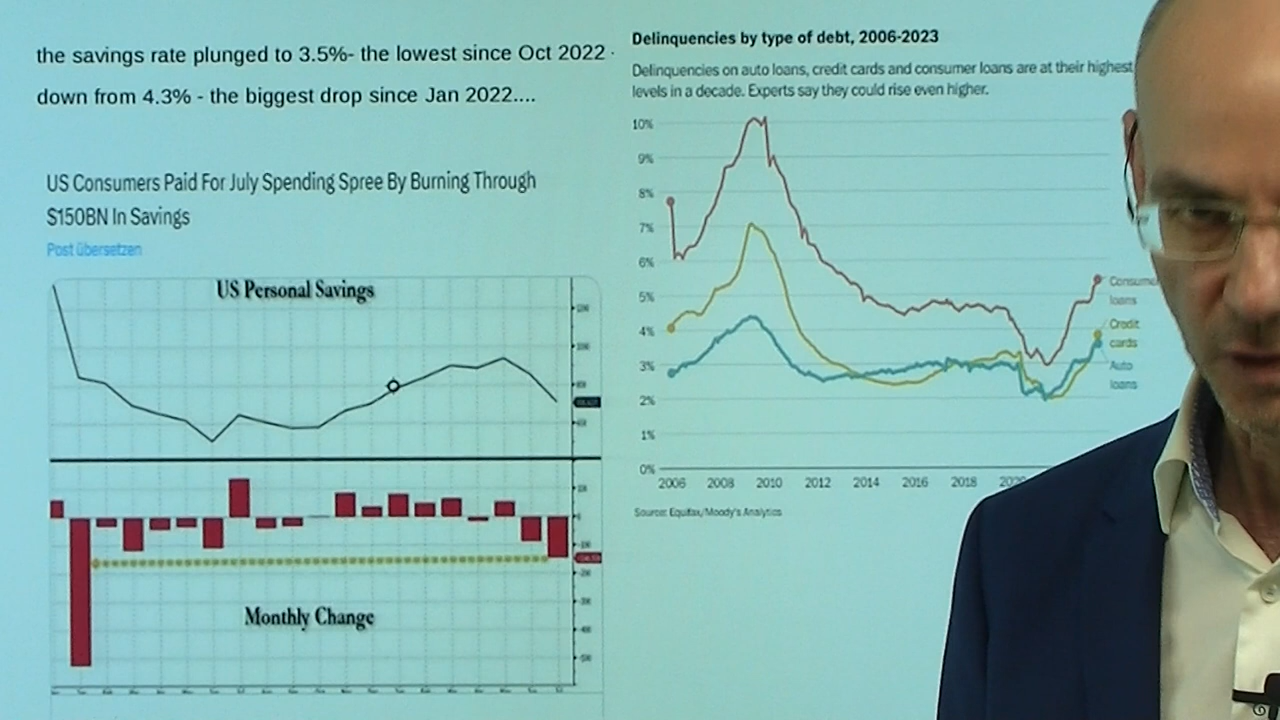 the savings rate plunged to 3.5%- the lowest since Oct 2022 -
down from 4.3% - the biggest drop since Jan 2022....
US Consumers Paid For July Spending Spree By Burning Through
$150BN In Savings
Post übersetzen
US Personal Savings
Monthly Change
Delinquencies by type of debt, 2006-2023
Delinquencies on auto loans, credit cards and consumer loans are at their highest
levels in a decade. Experts say they could rise even higher.
10%
9%
8%
7%
6%
5%
4%
3%
2%
1%
0%
Consumer
loans
Credit
cards
Auto
loans
2006 2008 2010 2012 2014 2016 2018
Source: Equifax/Moody's Analytics